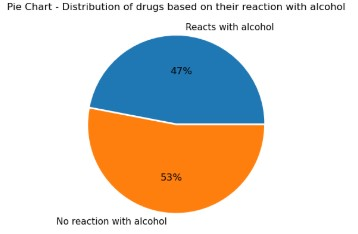 Pie Chart - Distribution of drugs based on their reaction with alcohol
Reacts with alcohol
47%
53%
No reaction with alcohol